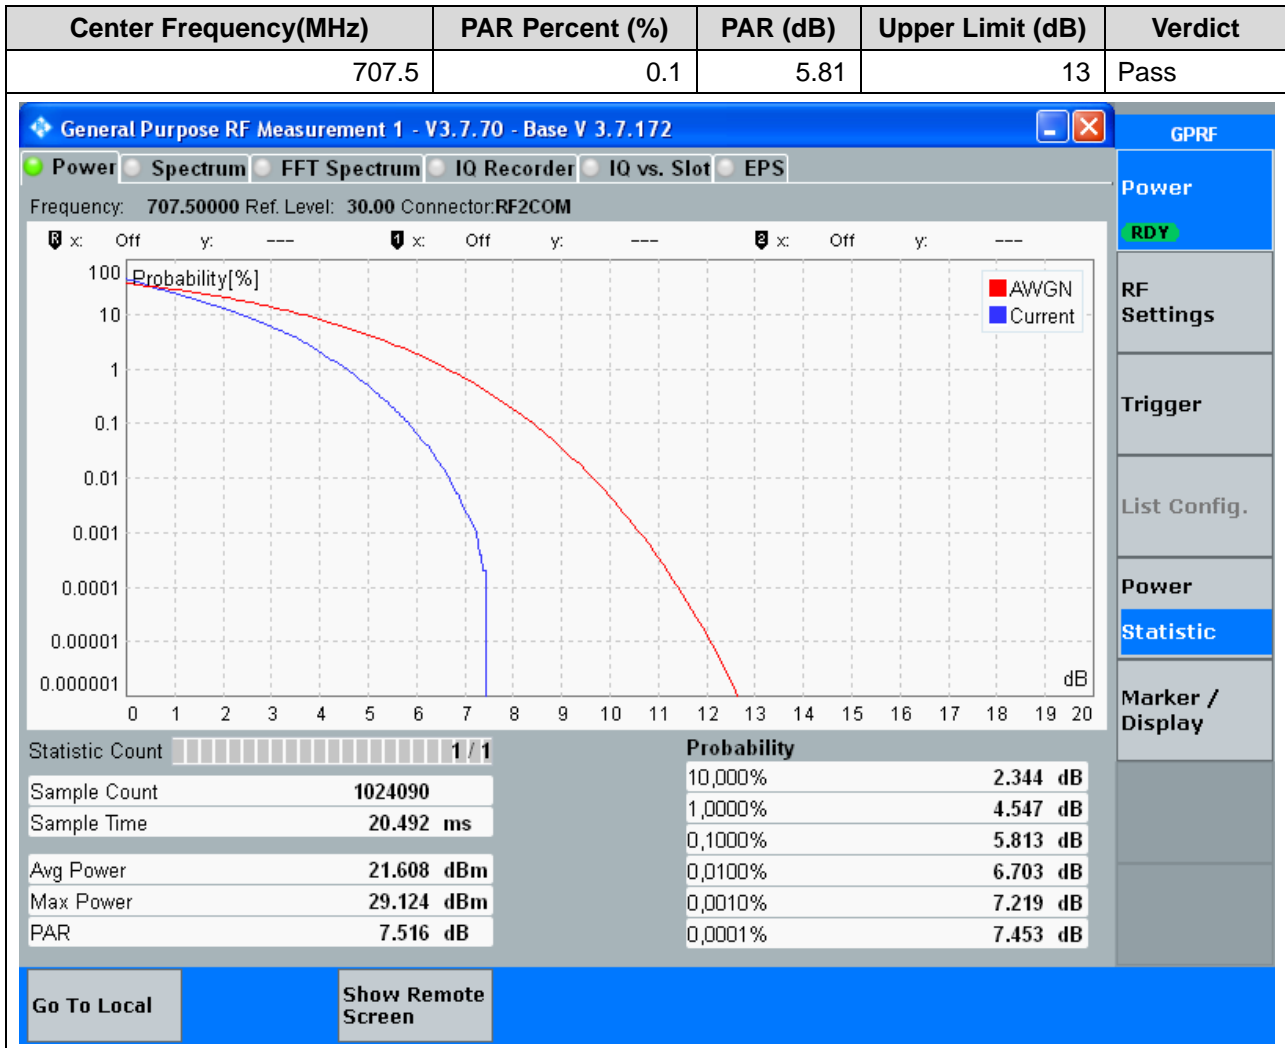 Center Frequency(MHz) PAR Percent (%) PAR (dB) Upper Limit (dB) Verdict
707.5 0.1 5.81 13 Pass
General Purpose RF Measurement 1 - V3.7.70 - Base V 3.7.172
GPRF
Power Spectrum FFT Spectrum IQ Recorder IQ vs. Slot EPS
Frequency: 707.50000 Ref. Level: 30.00 Connector:RF2COM
R x: Off y: --- 1 x: Off y: --- 2 x: Off y: ---
Probability[%]
AWGN
Current
100
10
1
0.1
0.01
0.001
0.0001
0.00001
0.000001
dB
0 1 2 3 4 5 6 7 8 9 10 11 12 13 14 15 16 17 18 19 20
Statistic Count 1 / 1
Sample Count 1024090
Sample Time 20.492 ms
Avg Power 21.608 dBm
Max Power 29.124 dBm
PAR 7.516 dB
Probability
10,000% 2.344 dB
1,0000% 4.547 dB
0,1000% 5.813 dB
0,0100% 6.703 dB
0,0010% 7.219 dB
0,0001% 7.453 dB
Power
RDY
RF
Settings
Trigger
List Config.
Power
Statistic
Marker /
Display
Go To Local
Show Remote
Screen